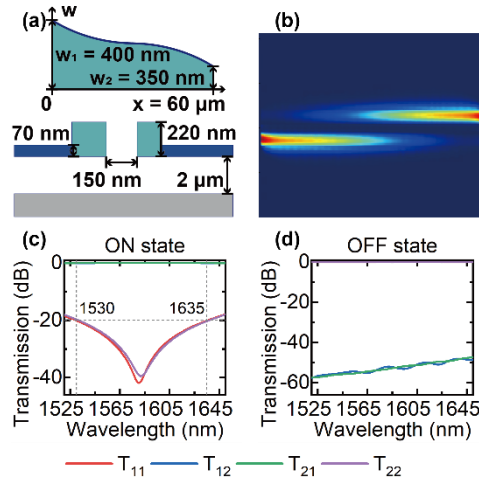 (a)
w
w₁ = 400 nm
w₂ = 350 nm
0
x = 60 μm
70 nm
220 nm
150 nm
2 μm
(b)
(c)
ON state
Transmission (dB)
0
-20
-40
1530
1635
1525
1565
1605
1645
Wavelength (nm)
(d)
OFF state
Transmission (dB)
0
-20
-40
-60
1525
1565
1605
1645
Wavelength (nm)
T₁₁
T₁₂
T₂₁
T₂₂